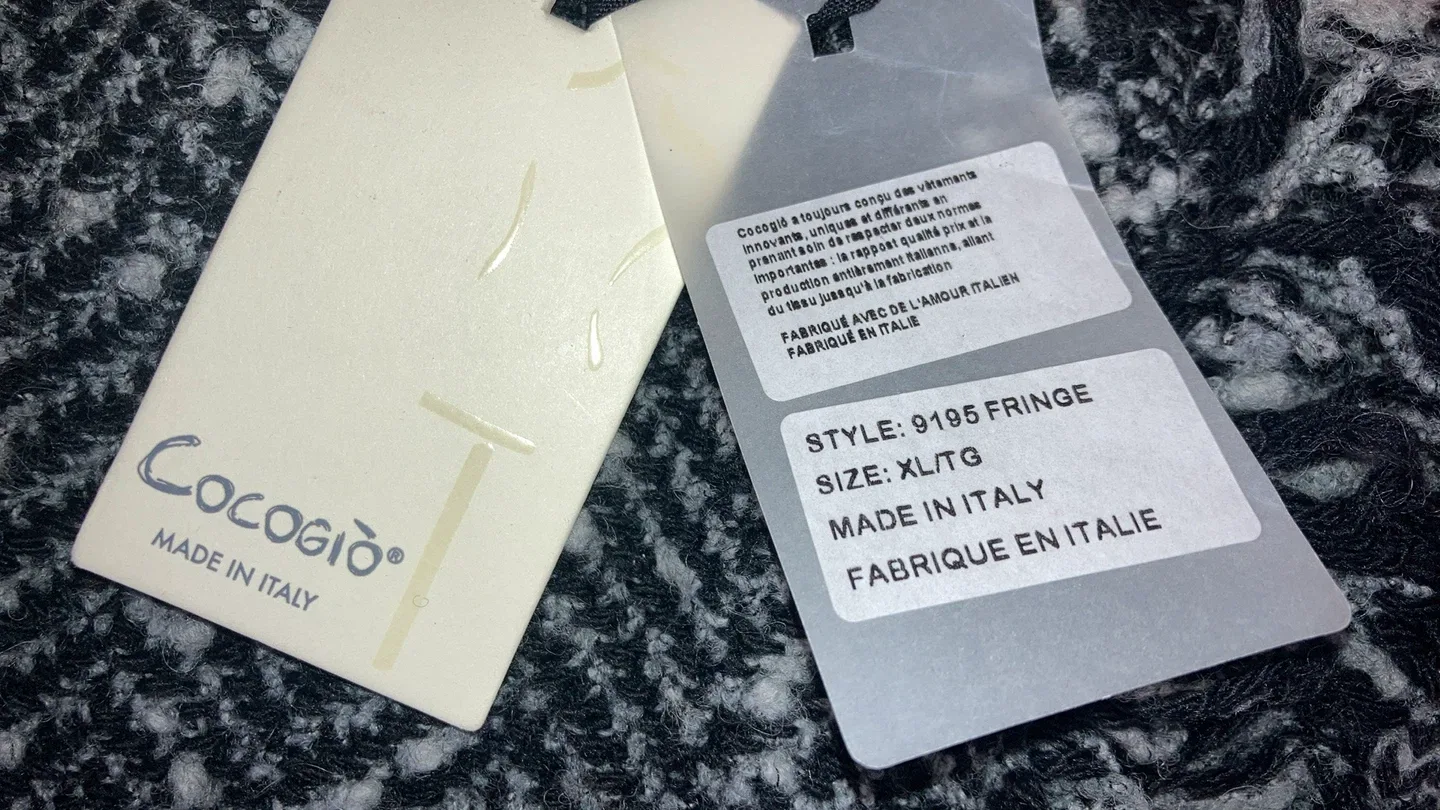 COCOGIÒ®
MADE IN ITALY
Cocogiò a toujours conçu des vêtements
innovants, uniques et différents en
prenant soin de respecter deux normes
importantes : la rapport qualité prix et la
production entièrement italienne, allant
du tissu jusqu'à la fabrication
FABRIQUÉ AVEC DE L'AMOUR ITALIEN
FABRIQUÉ EN ITALIE
STYLE: 9195 FRINGE
SIZE: XL/TG
MADE IN ITALY
FABRIQUE EN ITALIE